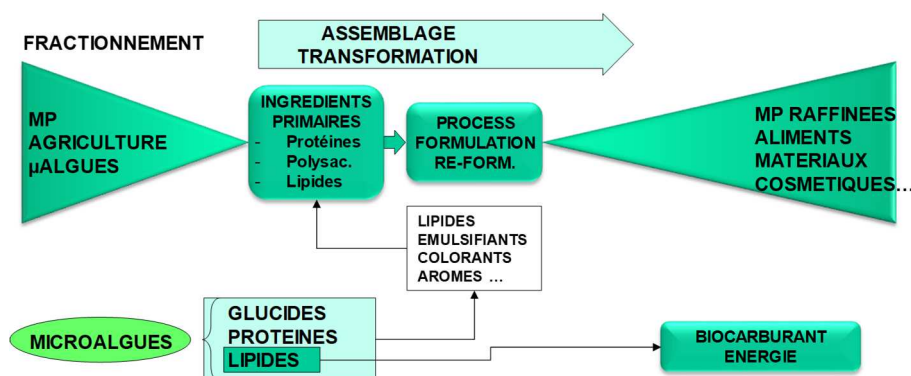 FRACTIONNEMENT
ASSEMBLAGE
TRANSFORMATION
MP
AGRICULTURE
µALGUES
INGREDIENTS
PRIMAIRES
- Protéines
- Polysac.
- Lipides
PROCESS
FORMULATION
RE-FORM.
MP RAFFINEES
ALIMENTS
MATERIAUX
COSMETIQUES…
LIPIDES
EMULSIFIANTS
COLORANTS
AROMES …
MICROALGUES
GLUCIDES
PROTEINES
LIPIDES
BIOCARBURANT
ENERGIE